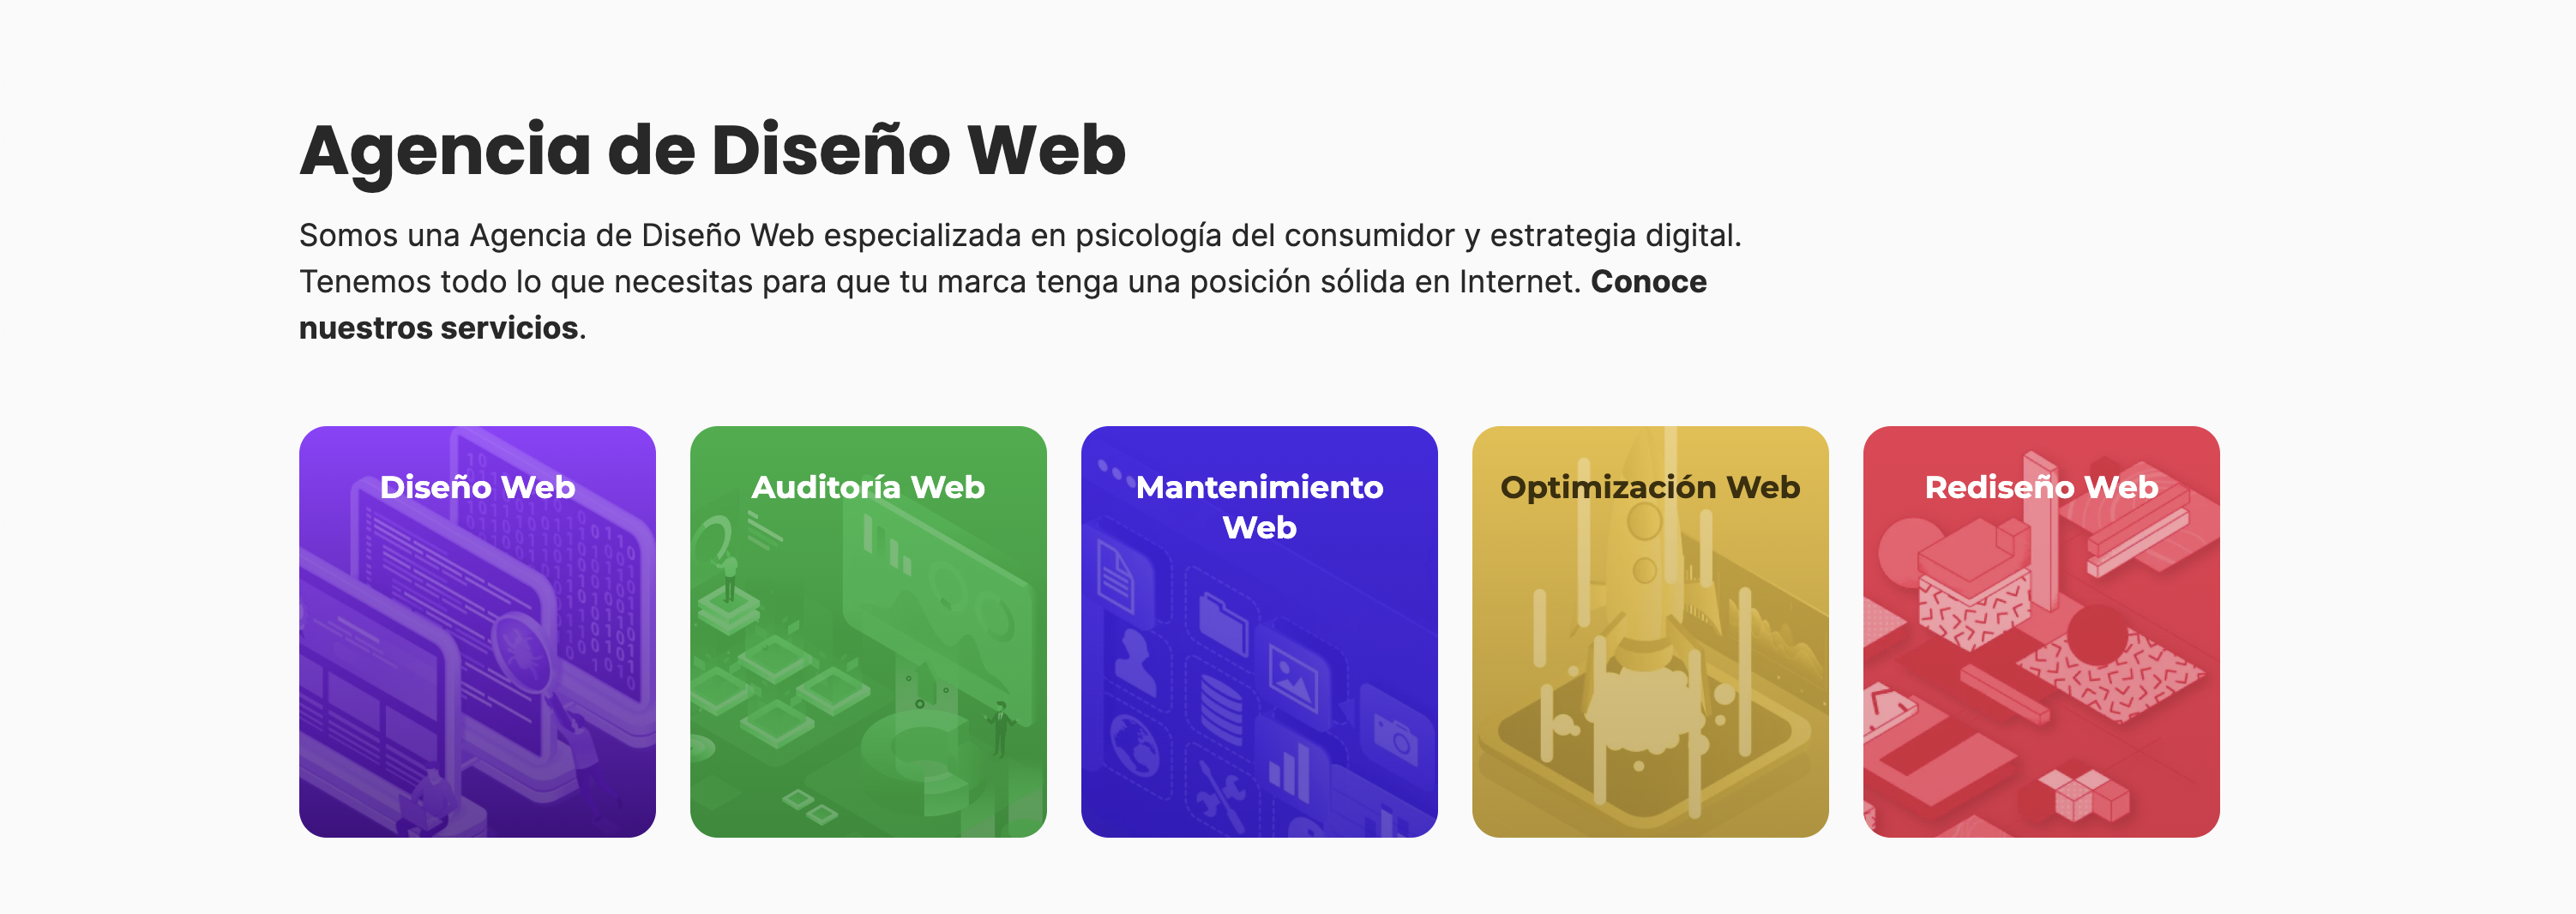 Agencia de Diseño Web
Somos una Agencia de Diseño Web especializada en psicología del consumidor y estrategia digital.
Tenemos todo lo que necesitas para que tu marca tenga una posición sólida en Internet. Conoce
nuestros servicios.
Diseño Web
Auditoría Web
Mantenimiento
Web
Optimización Web
Rediseño Web